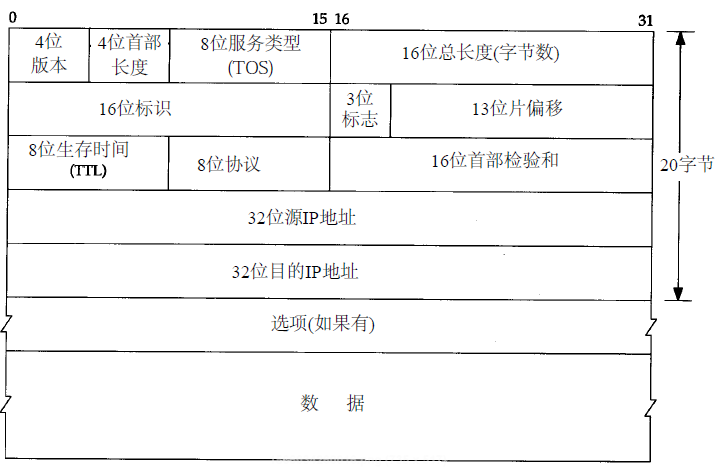 0 15 16 31
4位 4位首部 8位服务类型 16位总长度(字节数)
版本 长度 (TOS)
16位标识 3位 13位片偏移
标志
8位生存时间 8位协议 16位首部检验和
(TTL)
20字节
32位源IP地址
32位目的IP地址
选项(如果有)
数 据